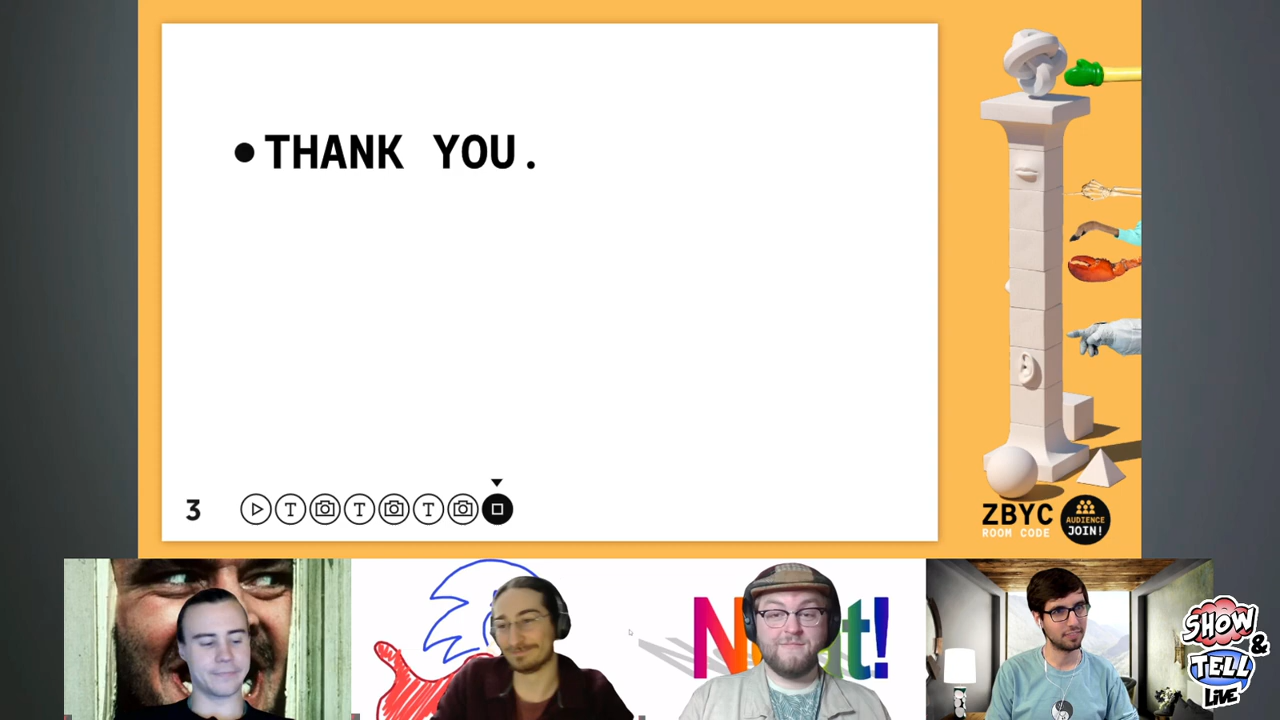 ● THANK YOU.
3
T T T
ZBYC
ROOM CODE
AUDIENCE
JOIN!
SHOW
&
TELL
LIVE